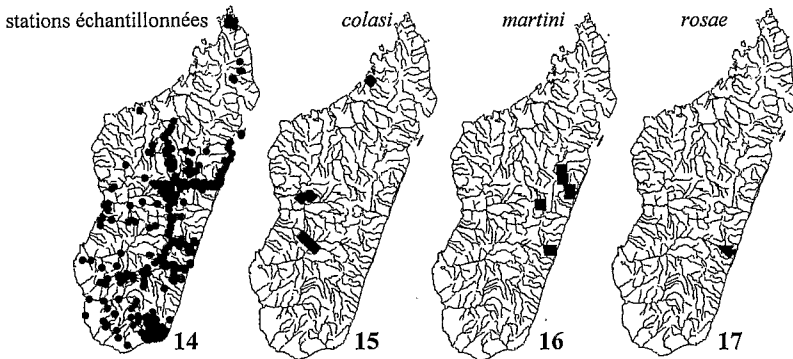 stations échantillonnées colasi martini rosae
14 15 16 17